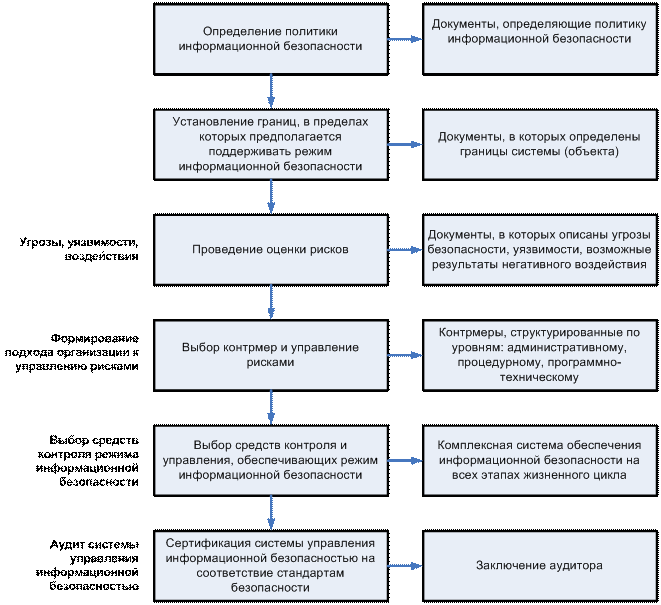 Определение политики
информационной безопасности
Документы, определяющие политику
информационной безопасности
Установление границ, в пределах
которых предполагается
поддерживать режим
информационной безопасности
Документы, в которых определены
границы системы (объекта)
Угрозы, уязвимости,
воздействия
Проведение оценки рисков
Документы, в которых описаны угрозы
безопасности, уязвимости, возможные
результаты негативного воздействия
Формирование
подхода организации к
управлению рисками
Выбор контрмер и управление
рисками
Контрмеры, структурированные по
уровням: административному,
процедурному, программно-
техническому
Выбор средств
контроля режима
информационной
безопасности
Выбор средств контроля и
управления, обеспечивающих режим
информационной безопасности
Комплексная система обеспечения
информационной безопасности на
всех этапах жизненного цикла
Аудит системы
управления
информационной
безопасностью
Сертификация системы управления
информационной безопасностью на
соответствие стандартам
безопасности
Заключение аудитора